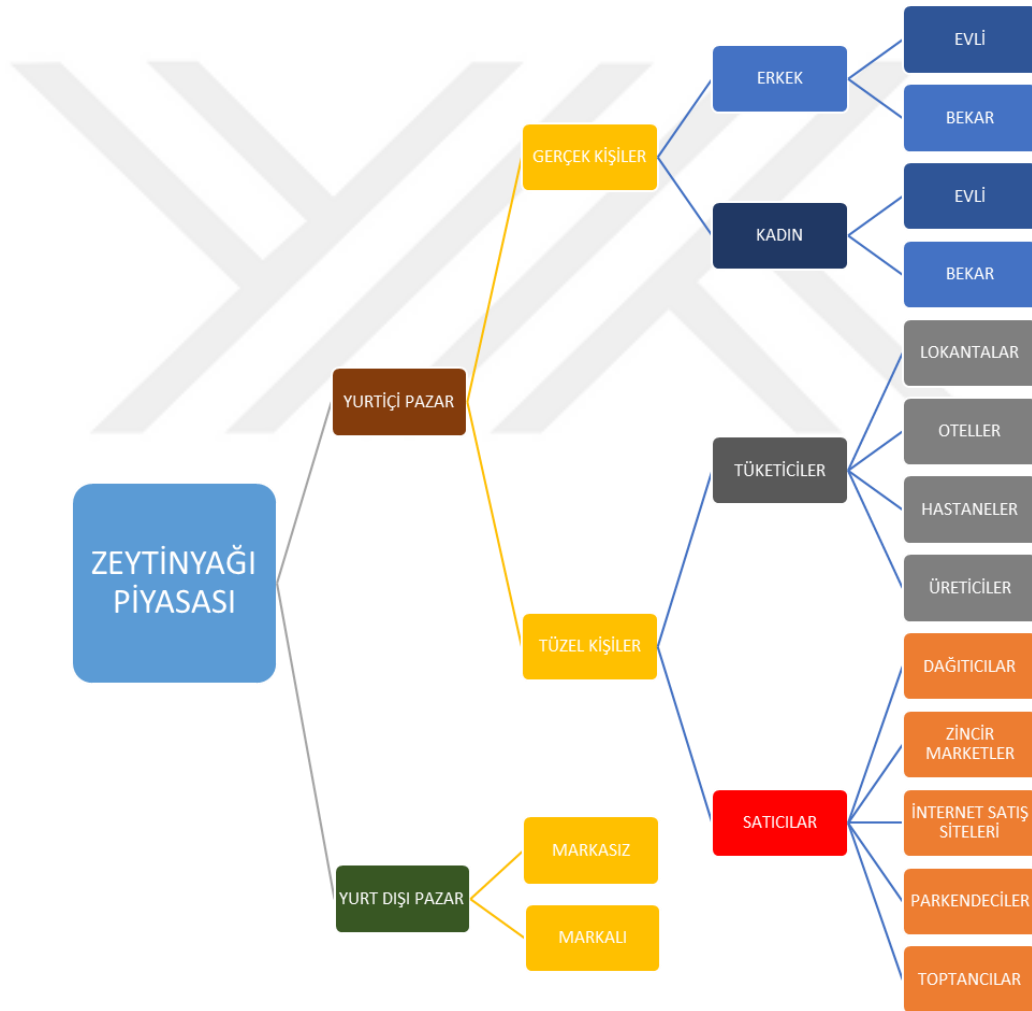 ZEYTİNYAĞI
PİYASASI
YURTİÇİ PAZAR
GERÇEK KİŞİLER
ERKEK
EVLİ
BEKAR
KADIN
EVLİ
BEKAR
TÜZEL KİŞİLER
TÜKETİCİLER
LOKANTALAR
OTELLER
HASTANELER
ÜRETİCİLER
SATICILAR
DAĞITICILAR
ZİNCİR
MARKETLER
İNTERNET SATIŞ
SİTELERİ
PARKENDECİLER
TOPTANCILAR
YURT DIŞI PAZAR
MARKASIZ
MARKALI